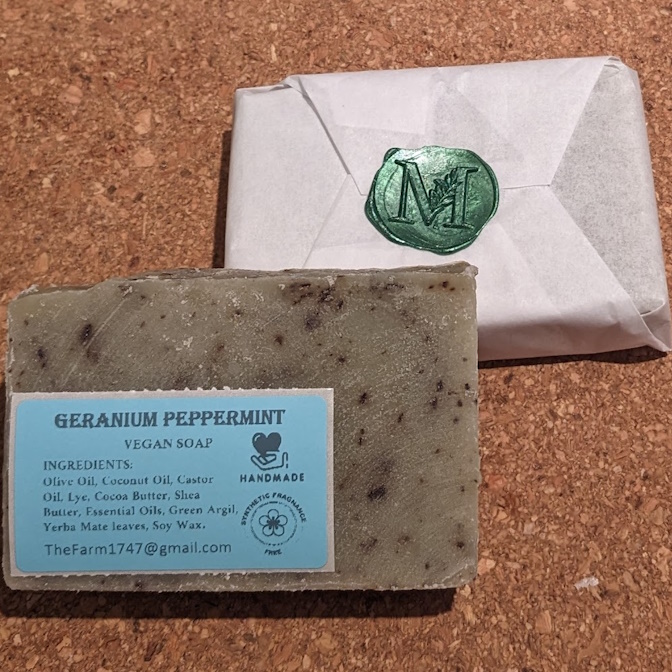 M
GERANIUM PEPPERMINT
VEGAN SOAP
INGREDIENTS:
Olive Oil, Coconut Oil, Castor
Oil, Lye, Cocoa Butter, Shea
Butter, Essential Oils, Green Argil,
Yerba Mate leaves, Soy Wax.
TheFarm1747@gmail.com
HANDMADE
SYNTHETIC FRAGRANCE
FREE